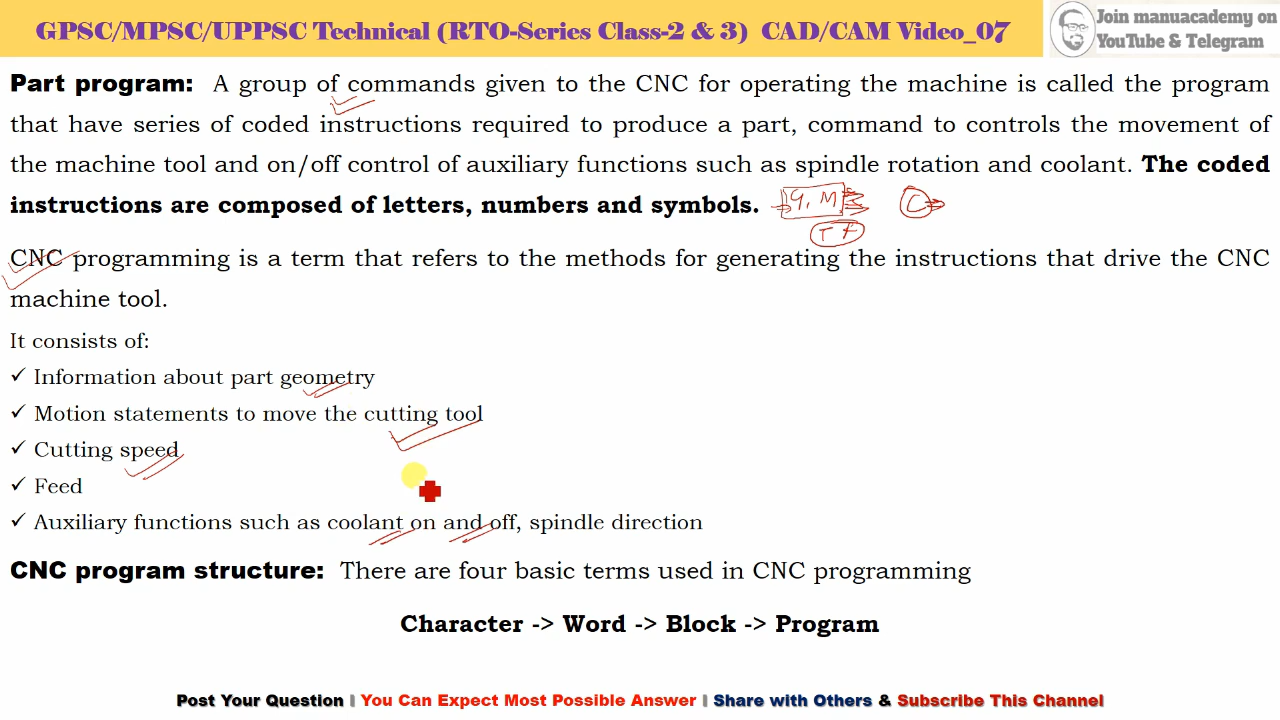 GPSC/MPSC/UPPSC Technical (RTO-Series Class-2 & 3) CAD/CAM Video_07
Join manuacademy on
YouTube & Telegram
Part program: A group of commands given to the CNC for operating the machine is called the program
that have series of coded instructions required to produce a part, command to controls the movement of
the machine tool and on/off control of auxiliary functions such as spindle rotation and coolant. The coded
instructions are composed of letters, numbers and symbols.
G, M
T F
CNC programming is a term that refers to the methods for generating the instructions that drive the CNC
machine tool.
It consists of:
✓ Information about part geometry
✓ Motion statements to move the cutting tool
✓ Cutting speed
✓ Feed
✓ Auxiliary functions such as coolant on and off, spindle direction
CNC program structure: There are four basic terms used in CNC programming
Character -> Word -> Block -> Program
Post Your Question | You Can Expect Most Possible Answer | Share with Others & Subscribe This Channel